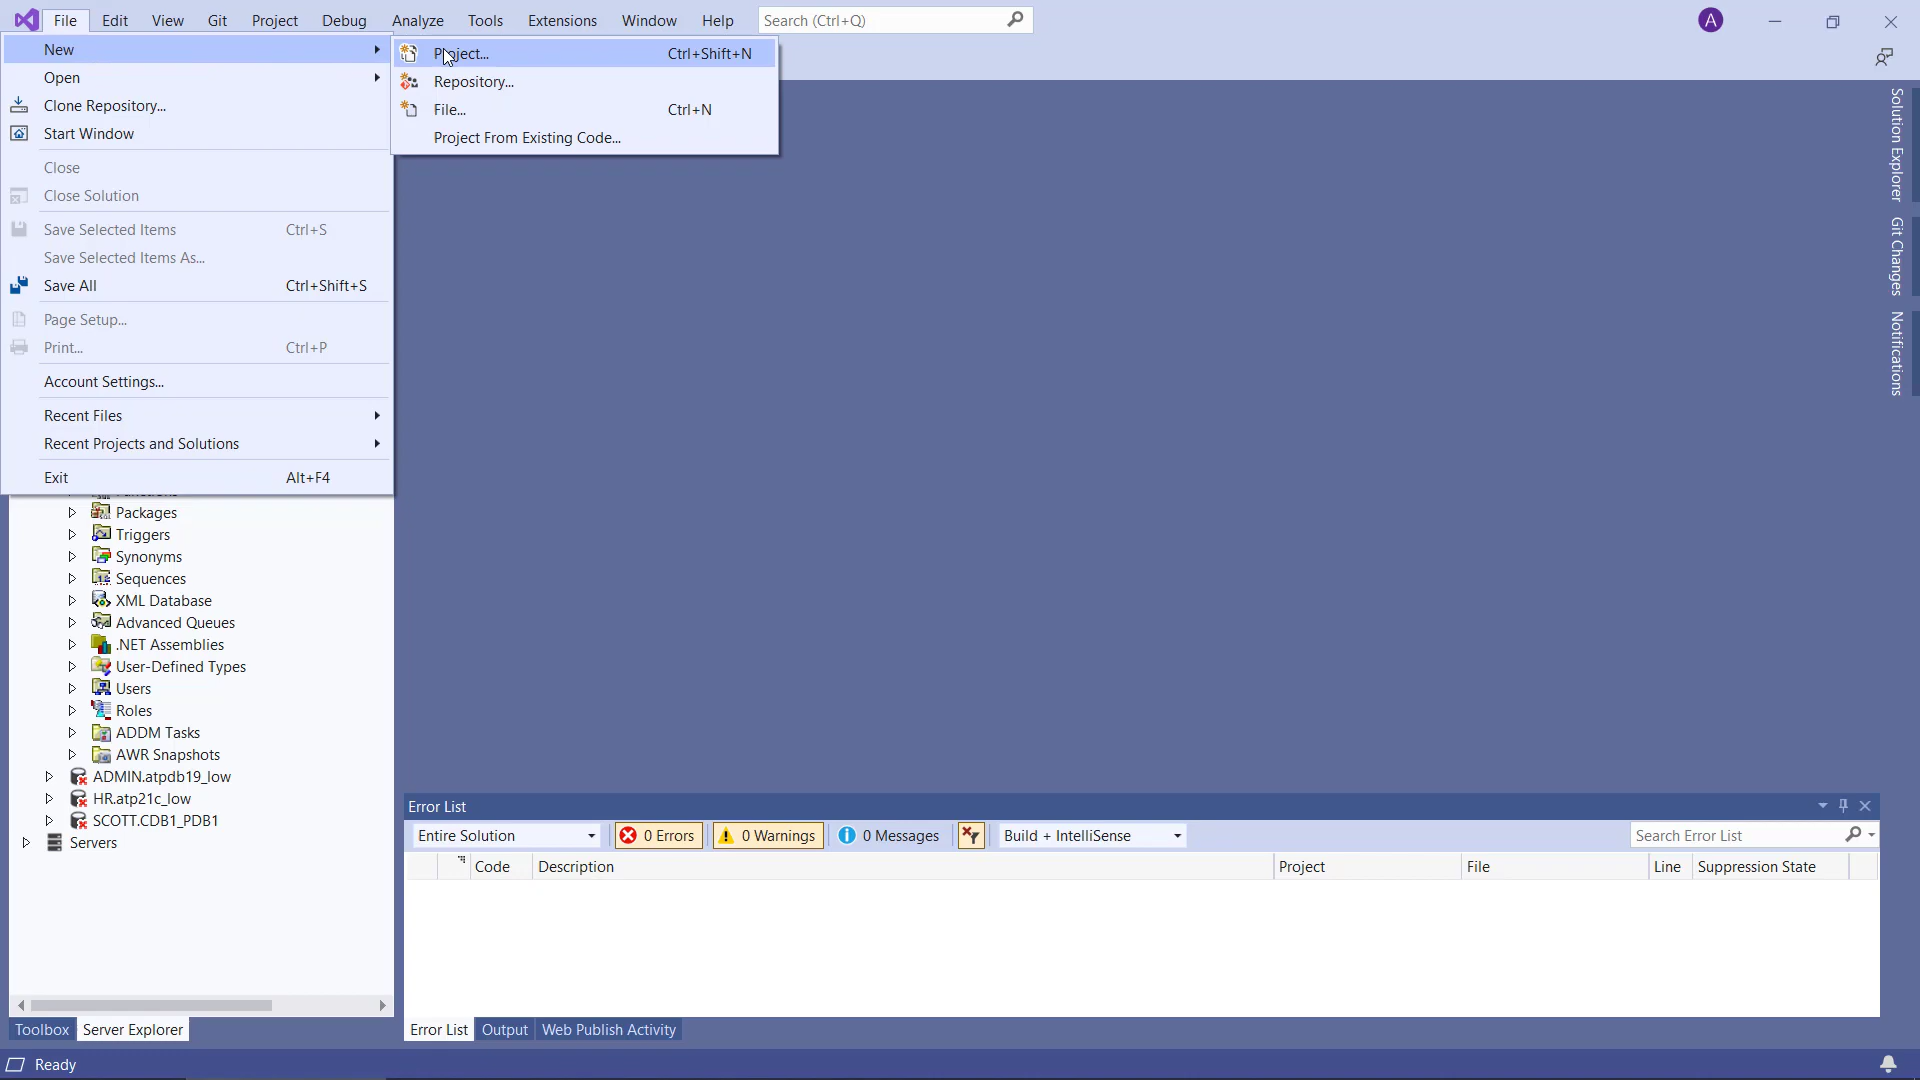 File Edit View Git Project Debug Analyze Tools Extensions Window Help Search (Ctrl+Q) A
New
Project... Ctrl+Shift+N
Open
Repository...
Clone Repository...
File... Ctrl+N
Start Window
Project From Existing Code...
Close
Close Solution
Save Selected Items Ctrl+S
Save Selected Items As...
Save All Ctrl+Shift+S
Page Setup...
Print... Ctrl+P
Account Settings...
Recent Files
Recent Projects and Solutions
Exit Alt+F4
Solution Explorer
Git Changes
Notifications
Packages
Triggers
Synonyms
Sequences
XML Database
Advanced Queues
.NET Assemblies
User-Defined Types
Users
Roles
ADDM Tasks
AWR Snapshots
ADMIN.atpdb19_low
HR.atp21c_low
SCOTT.CDB1_PDB1
Servers
Toolbox Server Explorer
Error List
Entire Solution 0 Errors 0 Warnings 0 Messages Build + IntelliSense Search Error List
Code Description Project File Line Suppression State
Error List Output Web Publish Activity
Ready